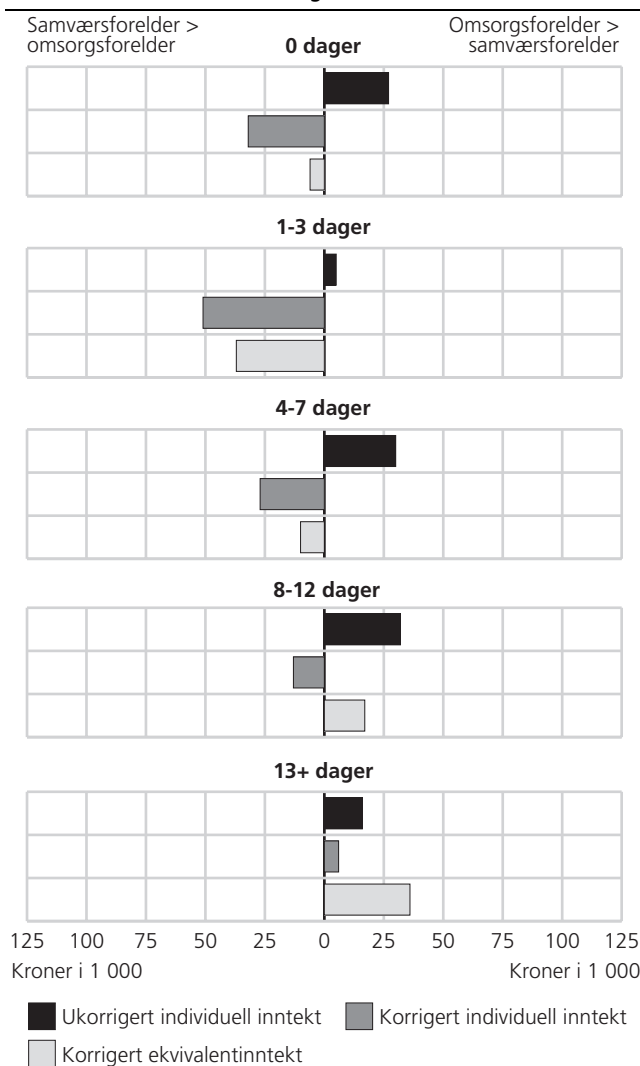 Samværsforelder >
omsorgsforelder
Omsorgsforelder >
samværsforelder
0 dager
1-3 dager
4-7 dager
8-12 dager
13+ dager
125 100 75 50 25 0 25 50 75 100 125
Kroner i 1 000 Kroner i 1 000
Ukorrigert individuell inntekt Korrigert individuell inntekt
Korrigert ekvivalentinntekt